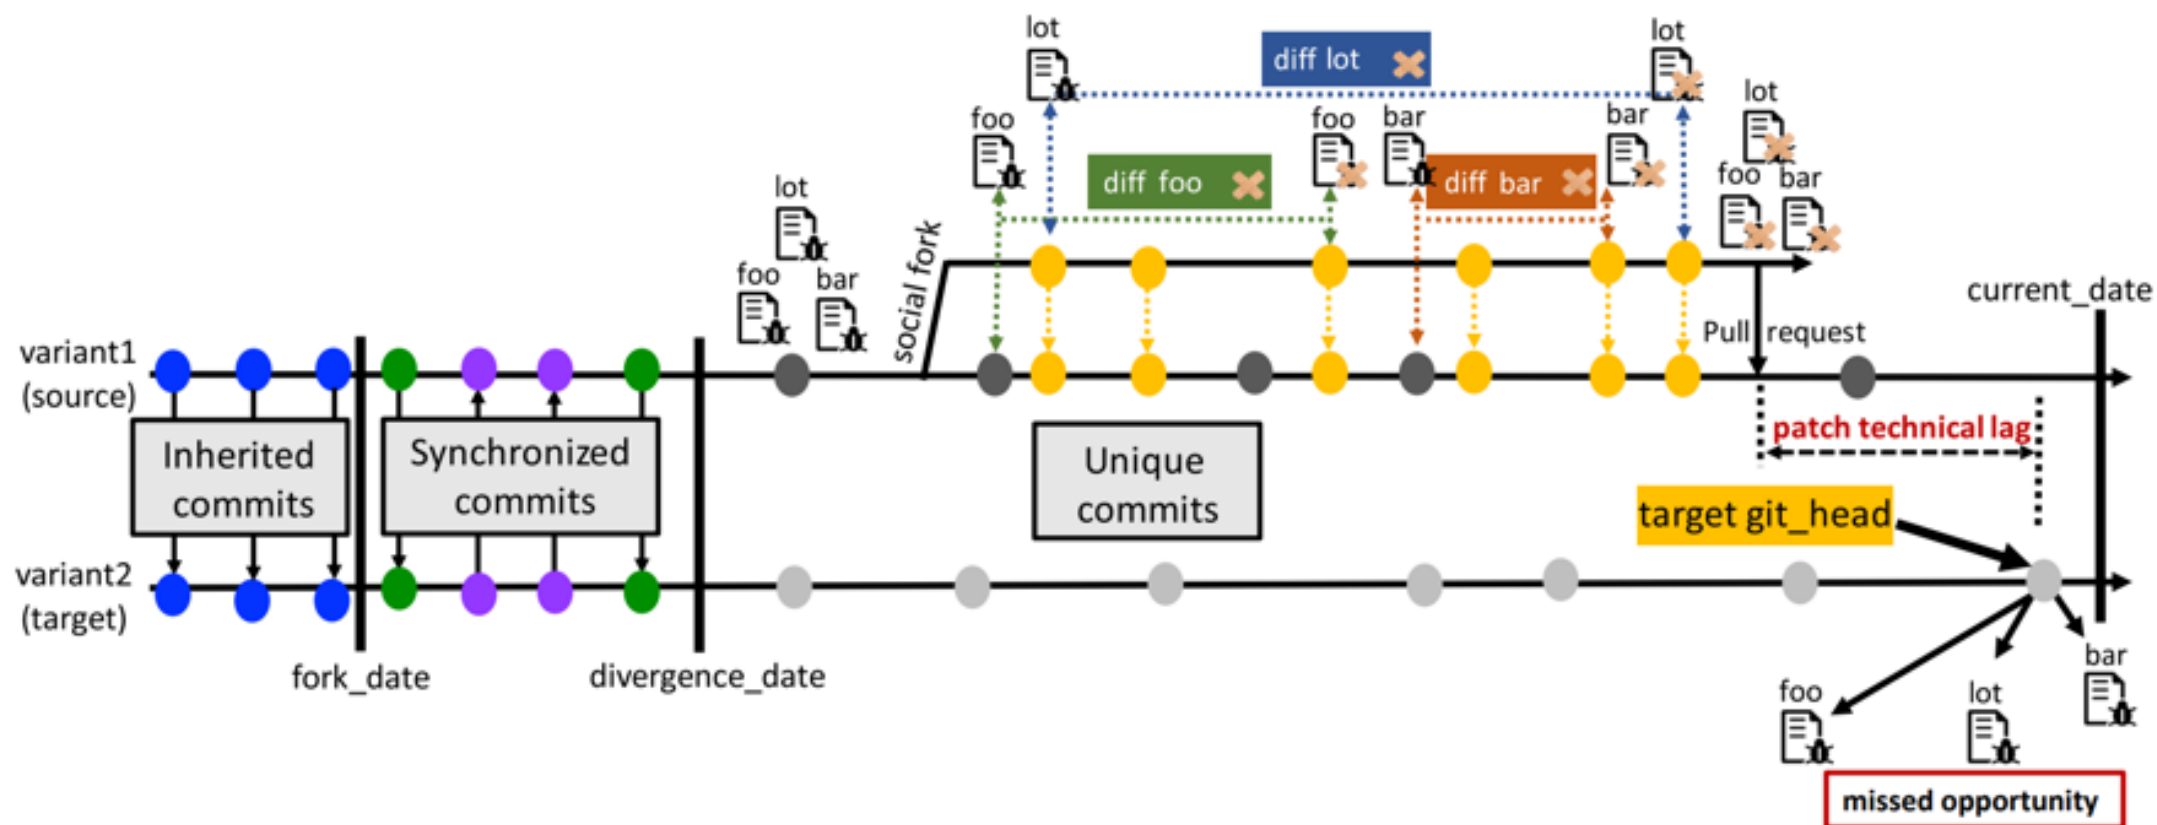 lot
diff lot
lot
foo
foo
bar
bar
lot
diff foo
diff bar
foo
bar
lot
foo
bar
social fork
current_date
variant1
(source)
Pull request
Inherited
commits
Synchronized
commits
Unique
commits
patch technical lag
target git_head
variant2
(target)
fork_date
divergence_date
bar
foo
lot
missed opportunity